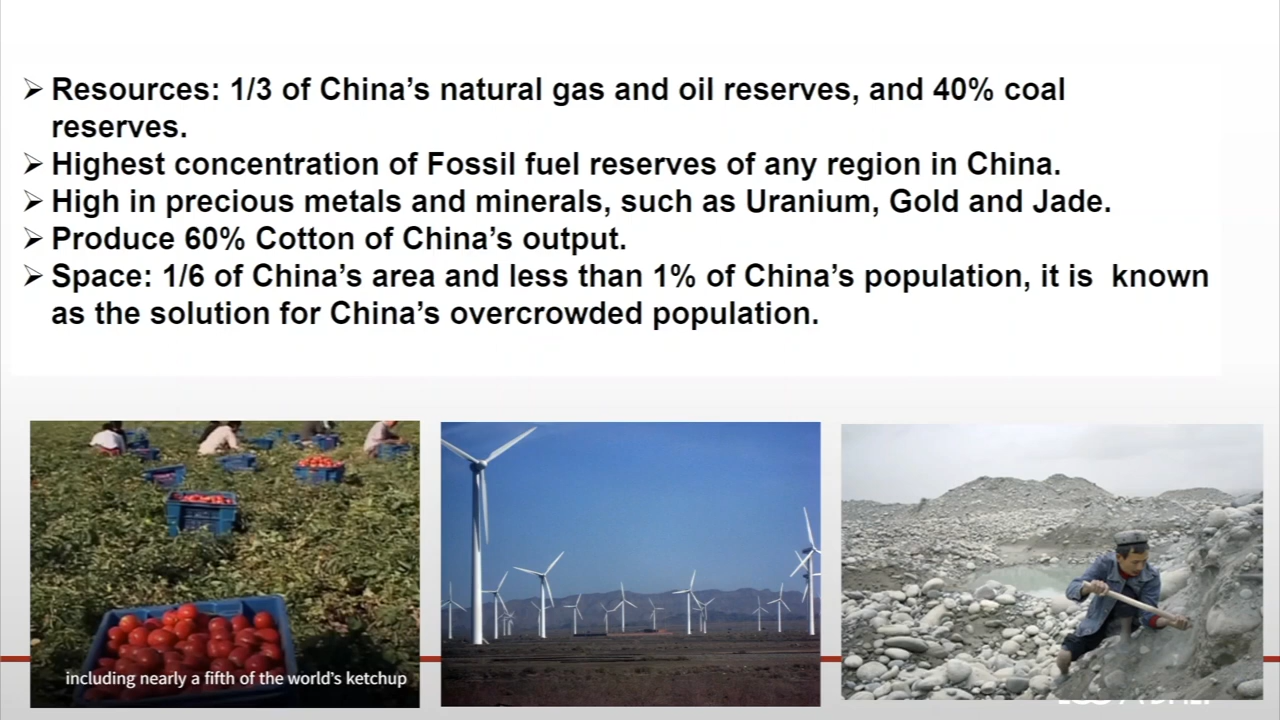 ➢ Resources: 1/3 of China’s natural gas and oil reserves, and 40% coal
reserves.
➢ Highest concentration of Fossil fuel reserves of any region in China.
➢ High in precious metals and minerals, such as Uranium, Gold and Jade.
➢ Produce 60% Cotton of China’s output.
➢ Space: 1/6 of China’s area and less than 1% of China’s population, it is  known
as the solution for China’s overcrowded population.
including nearly a fifth of the world’s ketchup